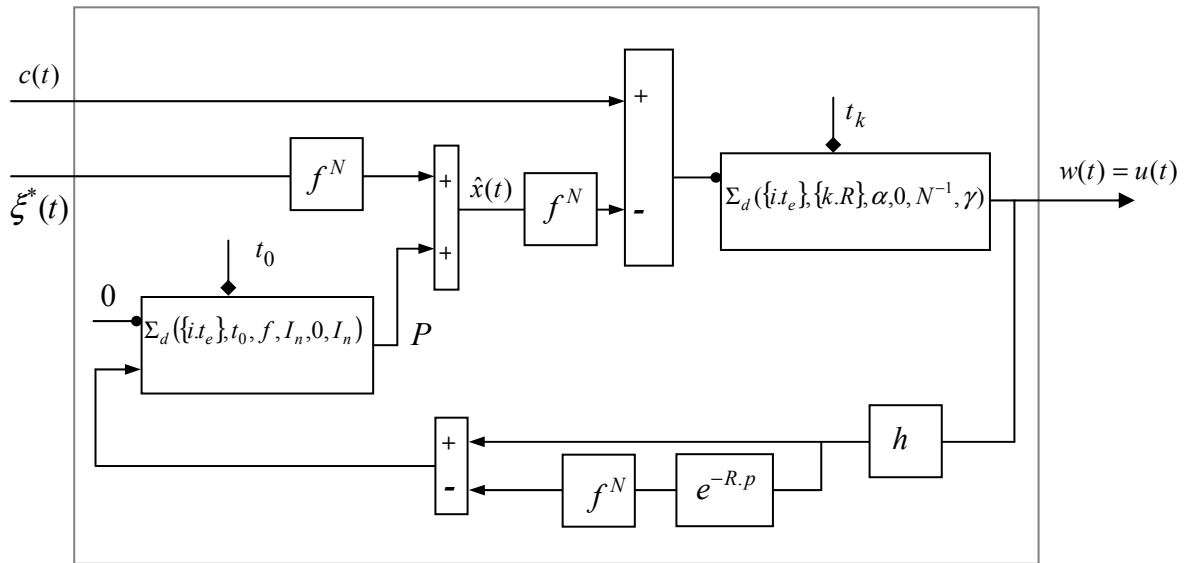 c(t)
+
t_k
ξ^*(t)
f^N
+
x̂(t)
f^N
-
Σ_d({i.t_e},{k.R},α,0,N^{-1},γ)
w(t) = u(t)
+
t_0
0
Σ_d({i.t_e},t_0,f,I_n,0,I_n)
P
+
-
f^N
e^{-R.p}
h